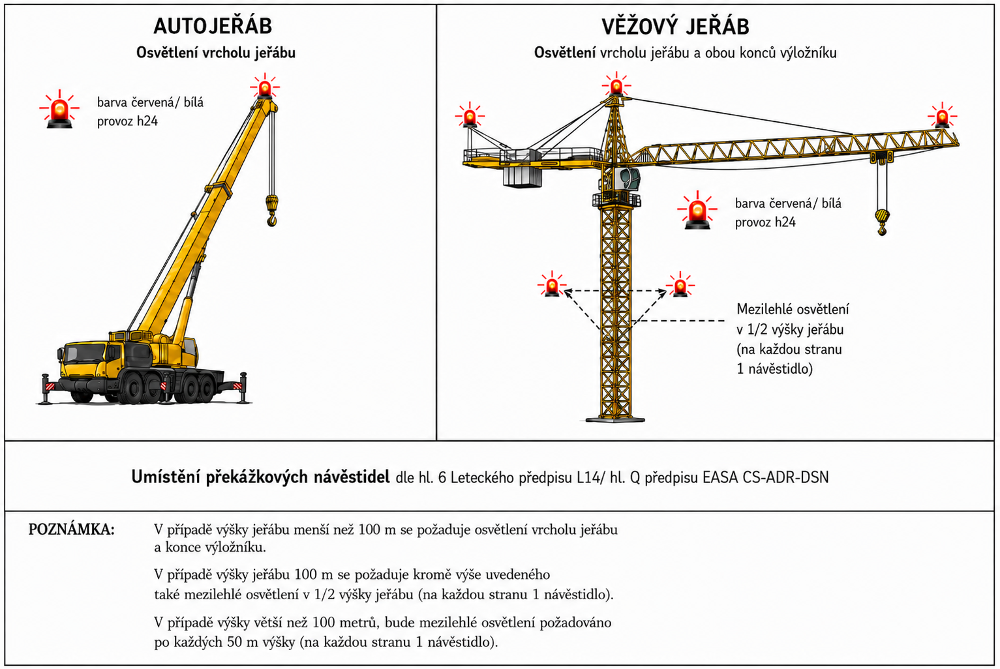 AUTOJEŘÁB
Osvětlení vrcholu jeřábu
barva červená/ bílá
provoz h24
VĚŽOVÝ JEŘÁB
Osvětlení vrcholu jeřábu a obou konců výložníku
barva červená/ bílá
provoz h24
Mezilehlé osvětlení
v 1/2 výšky jeřábu
(na každou stranu
1 návěstidlo)
Umístění překážkových návěstidel dle hl. 6 Leteckého předpisu L14/ hl. Q předpisu EASA CS-ADR-DSN
POZNÁMKA:
V případě výšky jeřábu menší než 100 m se požaduje osvětlení vrcholu jeřábu
a konce výložníku.
V případě výšky jeřábu 100 m se požaduje kromě výše uvedeného
také mezilehlé osvětlení v 1/2 výšky jeřábu (na každou stranu 1 návěstidlo).
V případě výšky větší než 100 metrů, bude mezilehlé osvětlení požadováno
po každých 50 m výšky (na každou stranu 1 návěstidlo).